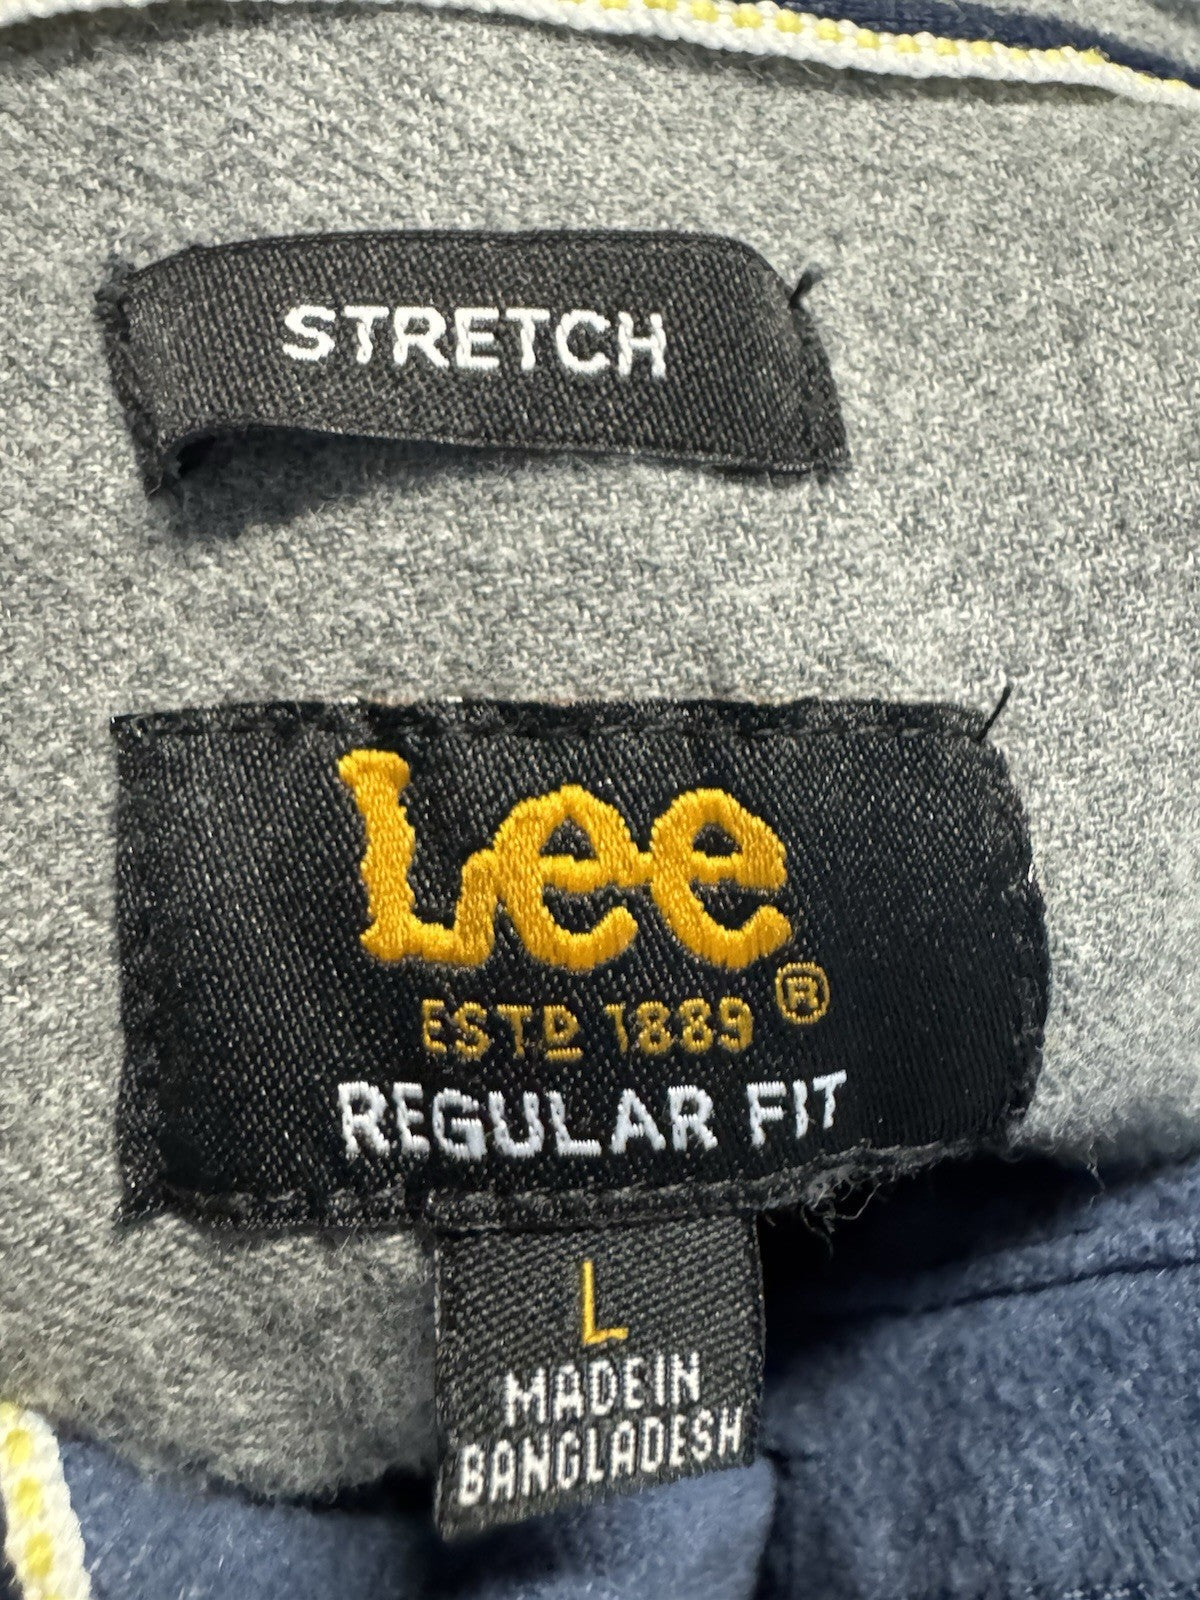 STRETCH
Lee
®
ESTD 1889
REGULAR FIT
L
MADE IN
BANGLADESH